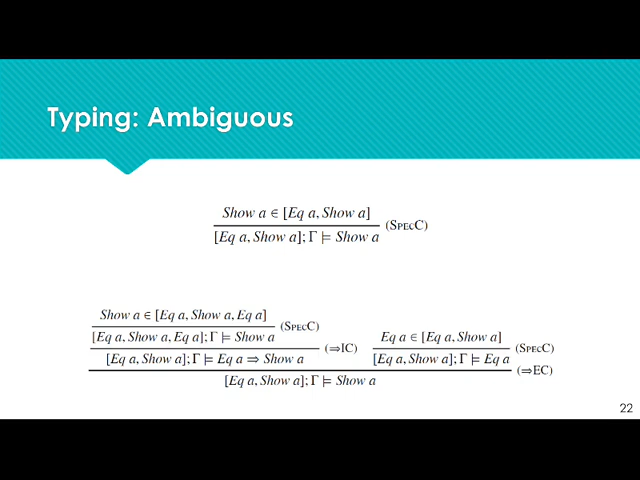 Typing: Ambiguous
Show a ∈ [Eq a, Show a]
[Eq a, Show a]; Γ ⊨ Show a (SpecC)
Show a ∈ [Eq a, Show a, Eq a]
(SpecC)
[Eq a, Show a, Eq a]; Γ ⊨ Show a
[Eq a, Show a]; Γ ⊨ Eq a ⇒ Show a (⇒IC)
Eq a ∈ [Eq a, Show a]
(SpecC)
[Eq a, Show a]; Γ ⊨ Eq a
(⇒EC)
[Eq a, Show a]; Γ ⊨ Show a
22